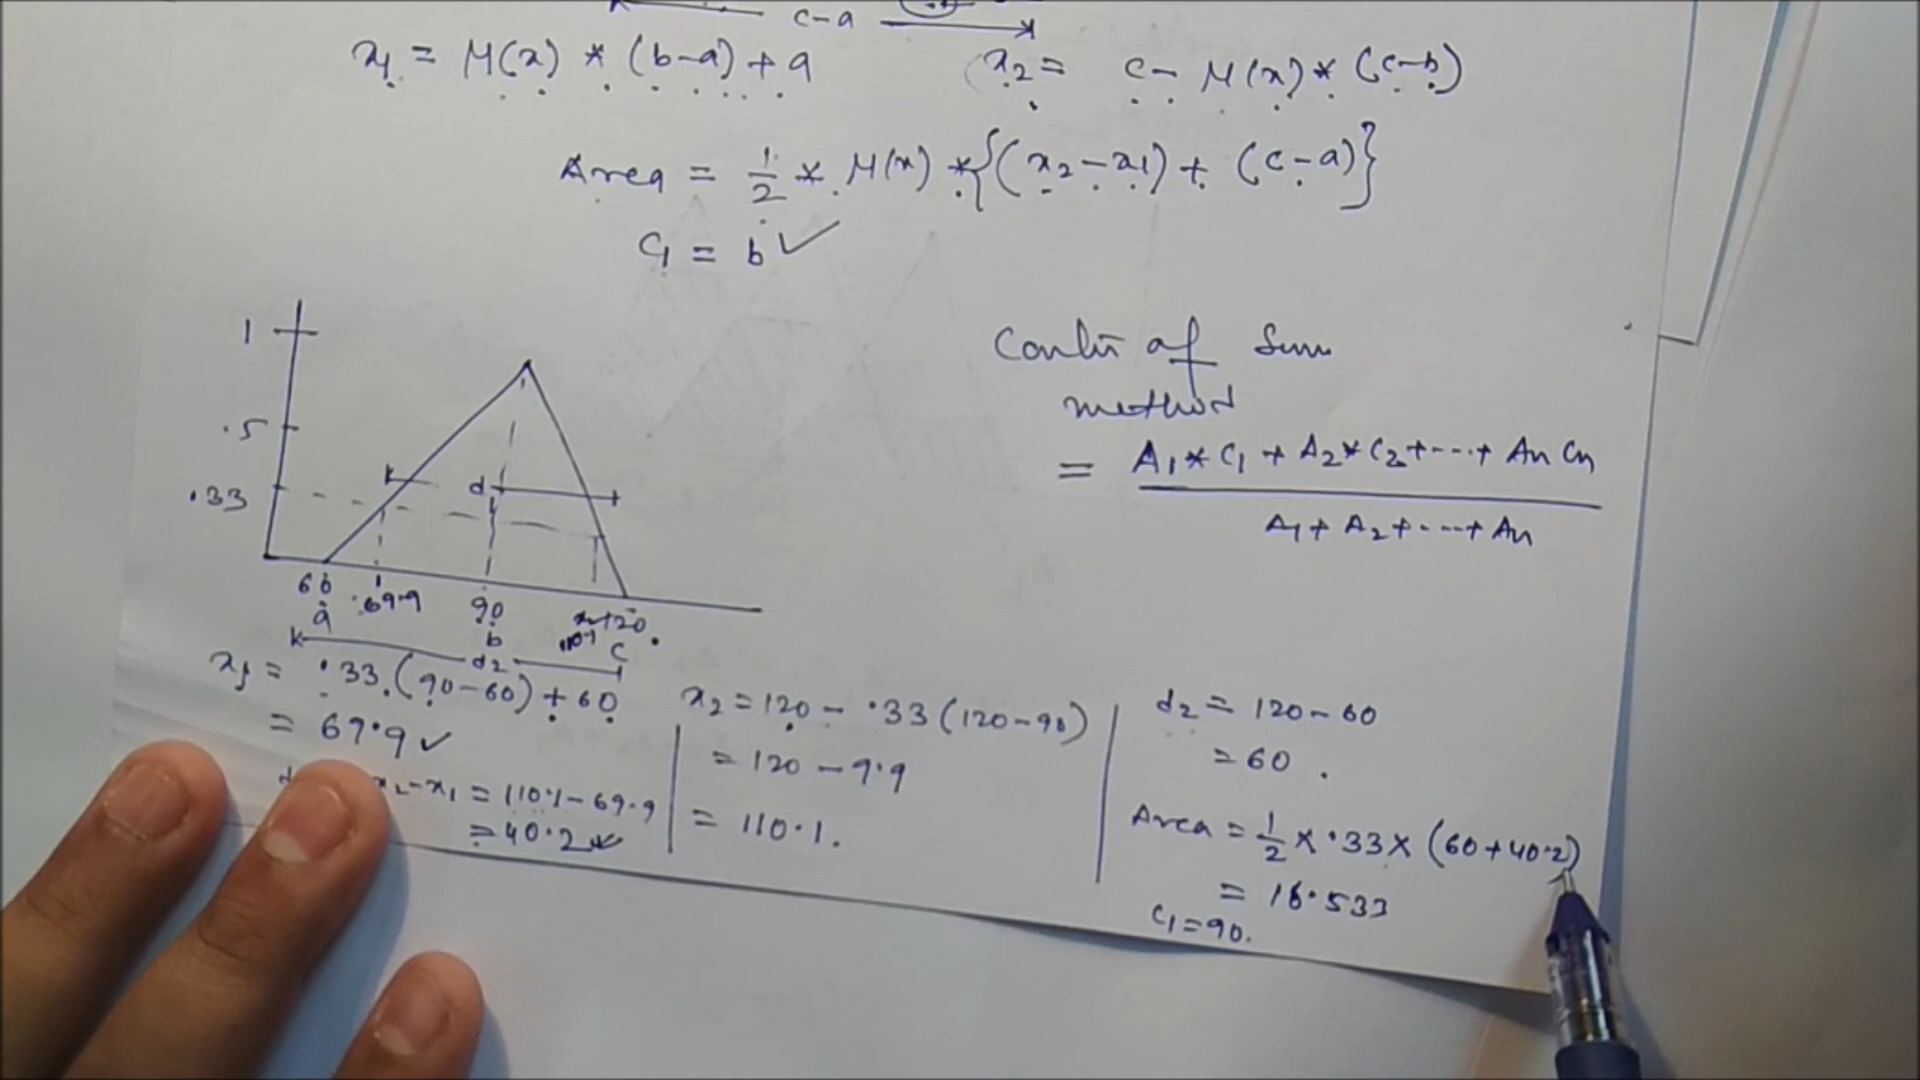 c-a
x1 = M(x) * (b-a) + a
x2 = c - M(x) * (c-b)
Area = 1/2 * M(x) * {(x2-x1) + (c-a)}
C1 = b ✓
1
.5
.33
d1
60 69.9 90 120
a b 110.1 c
d2
method
= A1*C1 + A2*C2 + ---- + An Cn
A1 + A2 + ---- + An
x1 = .33.(90-60) + 60
= 69.9 ✓
x2-x1 = 110.1 - 69.9
= 40.2
x2 = 120 - .33(120-90)
= 120 - 9.9
= 110.1.
d2 = 120-60
= 60.
Area = 1/2 x .33 x (60+40.2)
= 16.533
C1 = 90.